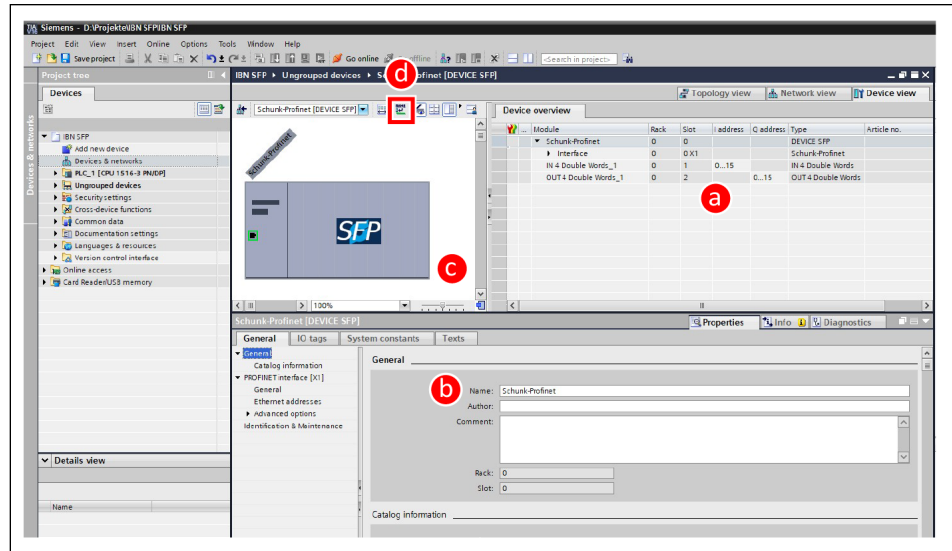 Siemens - D:\Projekte\IBN SFP\IBN SFP
Project Edit View Insert Online Options Tools Window Help
Save project Go online <Search in project>
Project tree IBN SFP Ungrouped devices [DEVICE SFP]
Devices Topology view Network view Device view
Devices & networks
Schunk-Profinet [DEVICE SFP] Device overview
IBN SFP
Add new device
Devices & networks
PLC_1 [CPU 1516-3 PN/DP]
Ungrouped devices
Security settings
Cross-device functions
Common data
Documentation settings
Languages & resources
Version control interface
Online access
Card Reader/USB memory
d
Schunk-Profinet
SFP
c
100%
... Module Rack Slot I address Q address Type Article no.
Schunk-Profinet 0 0 DEVICE SFP
Interface 0 0 X1 Schunk-Profinet
IN 4 Double Words_1 0 1 0...15 IN 4 Double Words
OUT 4 Double Words_1 0 2 0...15 OUT 4 Double Words
a
Schunk-Profinet [DEVICE SFP] Properties Info Diagnostics
General IO tags System constants Texts
General
Catalog information
PROFINET interface [X1]
General
Ethernet addresses
Advanced options
Identification & Maintenance
General
b
Name: Schunk-Profinet
Author:
Comment:
Rack: 0
Slot: 0
Catalog information
Details view
Name